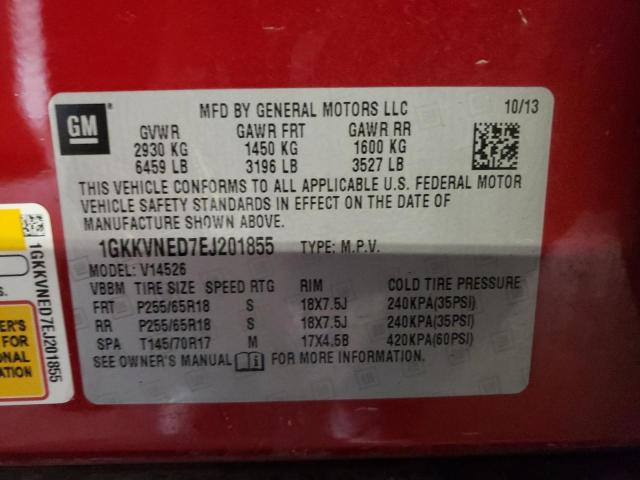 GM
MFD BY GENERAL MOTORS LLC 10/13
GVWR GAWR FRT GAWR RR
2930 KG 1450 KG 1600 KG
6459 LB 3196 LB 3527 LB
THIS VEHICLE CONFORMS TO ALL APPLICABLE U.S. FEDERAL MOTOR
VEHICLE SAFETY STANDARDS IN EFFECT ON THE DATE OF
MANUFACTURE SHOWN ABOVE.
1GKKVNED7EJ201855 TYPE: M.P.V.
MODEL: V14526
VBBM TIRE SIZE SPEED RTG RIM COLD TIRE PRESSURE
FRT P255/65R18 S 18X7.5J 240KPA(35PSI)
RR P255/65R18 S 18X7.5J 240KPA(35PSI)
SPA T145/70R17 M 17X4.5B 420KPA(60PSI)
SEE OWNER'S MANUAL i FOR MORE INFORMATION.
1GKKVNED7EJ201855
FOR